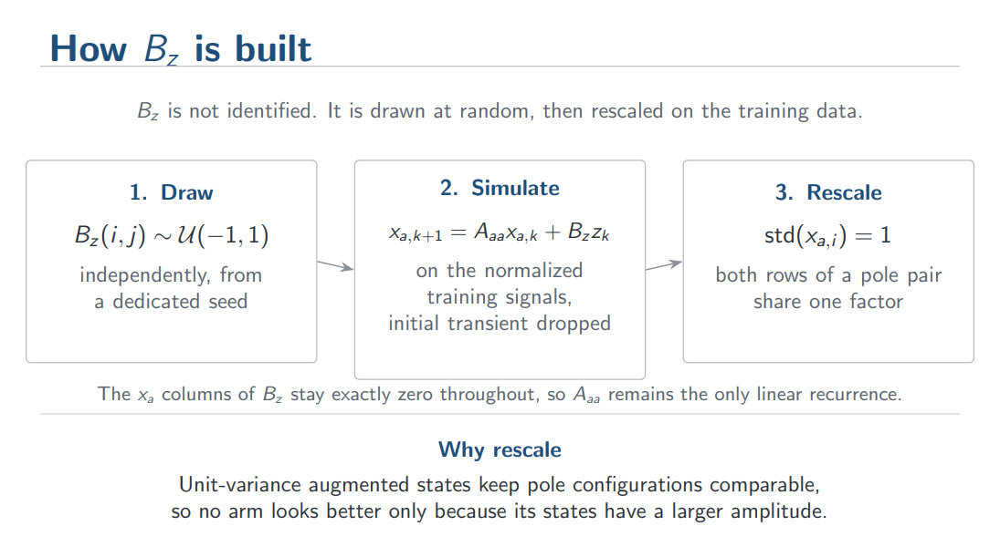 How B_z is built
B_z is not identified. It is drawn at random, then rescaled on the training data.
1. Draw
B_z(i, j) ∼ 𝒰(−1, 1)
independently, from
a dedicated seed
2. Simulate
x_{a,k+1} = A_{aa}x_{a,k} + B_z z_k
on the normalized
training signals,
initial transient dropped
3. Rescale
std(x_{a,i}) = 1
both rows of a pole pair
share one factor
The x_a columns of B_z stay exactly zero throughout, so A_{aa} remains the only linear recurrence.
Why rescale
Unit-variance augmented states keep pole configurations comparable,
so no arm looks better only because its states have a larger amplitude.